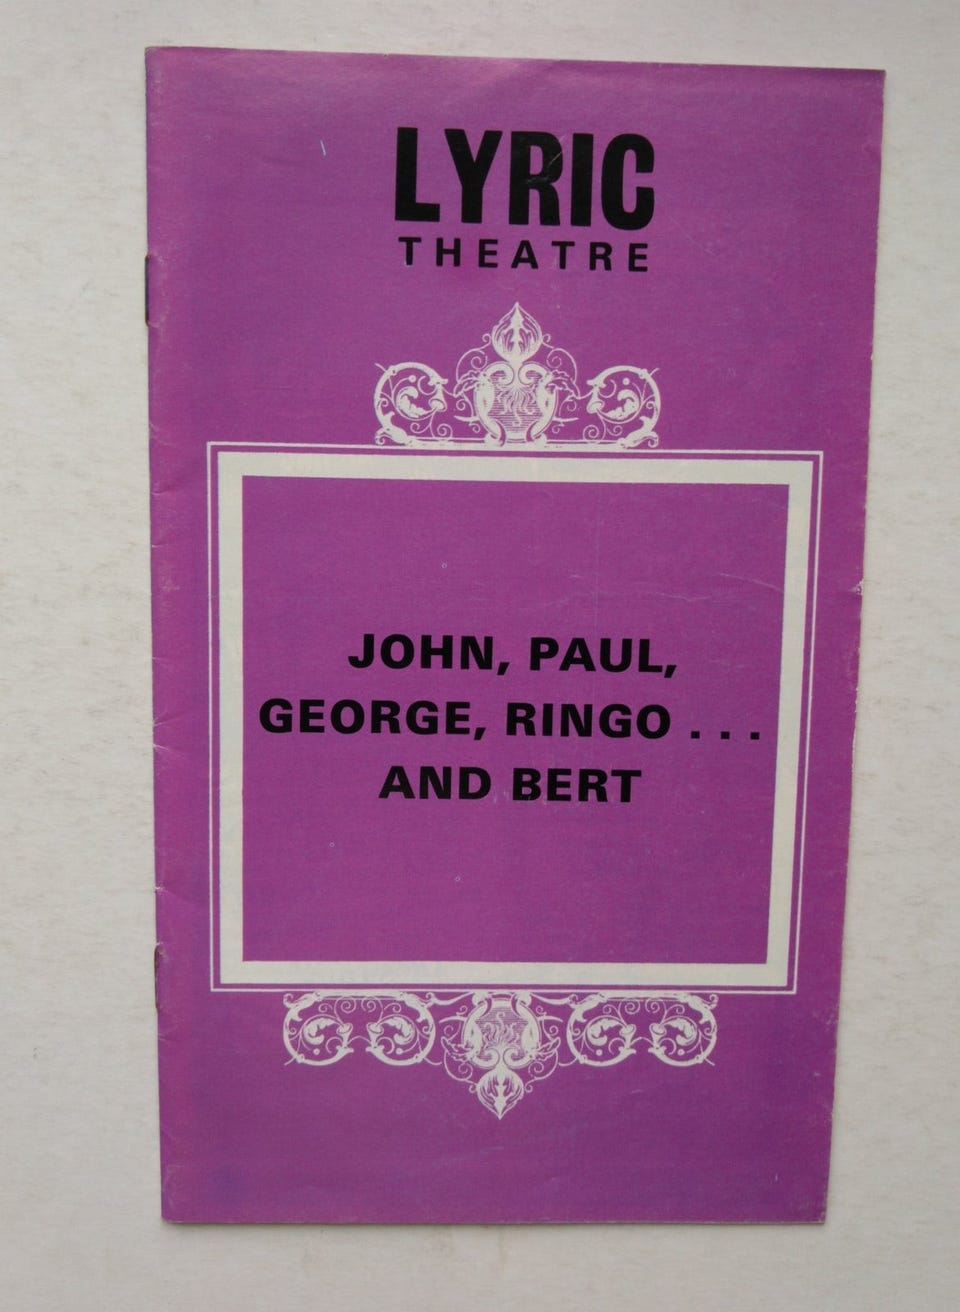 LYRIC
THEATRE
JOHN, PAUL,
GEORGE, RINGO . . .
AND BERT